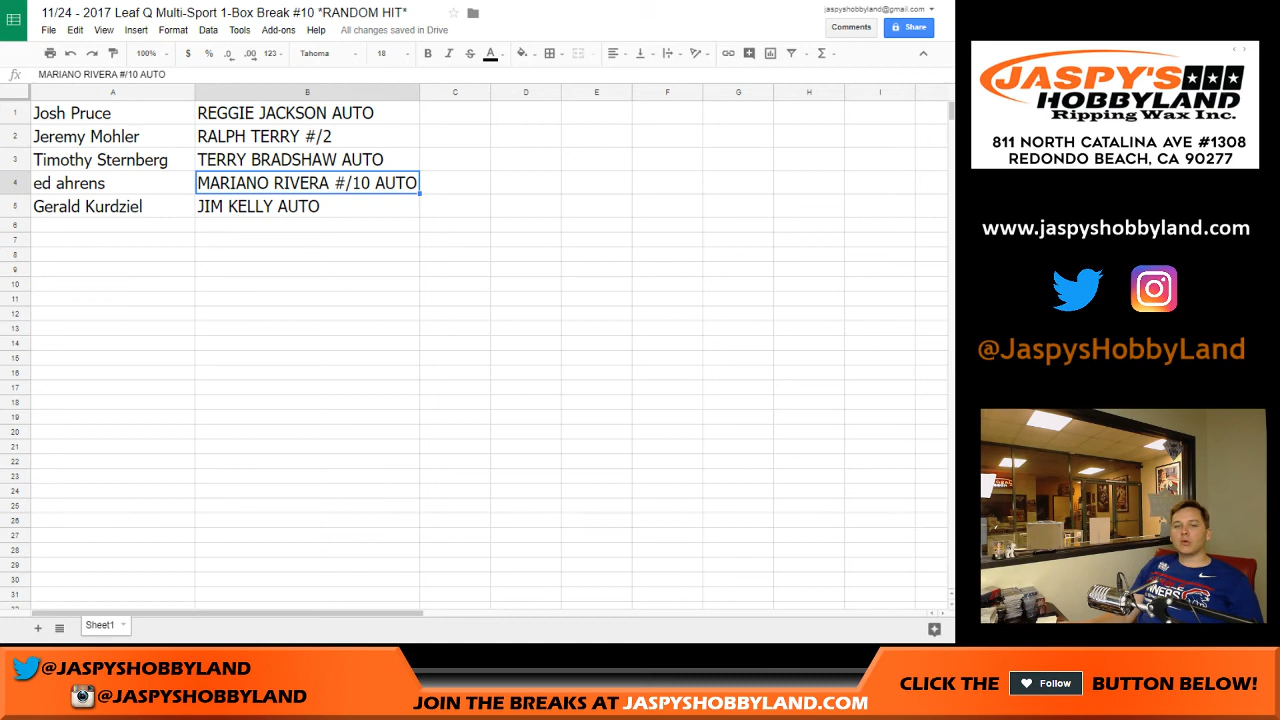 11/24 - 2017 Leaf Q Multi-Sport 1-Box Break #10 *RANDOM HIT*
jaspyshobbyland@gmail.com
File Edit View Insert Format Data Tools Add-ons Help All changes saved in Drive
Comments Share
100% $ % .0 .00 123 Tahoma 18 B I S A
fx MARIANO RIVERA #/10 AUTO
A B C D E F G H I
1 Josh Pruce REGGIE JACKSON AUTO
2 Jeremy Mohler RALPH TERRY #/2
3 Timothy Sternberg TERRY BRADSHAW AUTO
4 ed ahrens MARIANO RIVERA #/10 AUTO
5 Gerald Kurdziel JIM KELLY AUTO
6
7
8
9
10
11
12
13
14
15
16
17
18
19
20
21
22
23
24
25
26
27
28
29
30
31
Sheet1
JASPY'S
HOBBYLAND
Ripping Wax Inc.
811 NORTH CATALINA AVE #1308
REDONDO BEACH, CA 90277
www.jaspyshobbyland.com
@JaspysHobbyLand
@JASPYSHOBBYLAND
@JASPYSHOBBYLAND
JOIN THE BREAKS AT JASPYSHOBBYLAND.COM
CLICK THE Follow BUTTON BELOW!